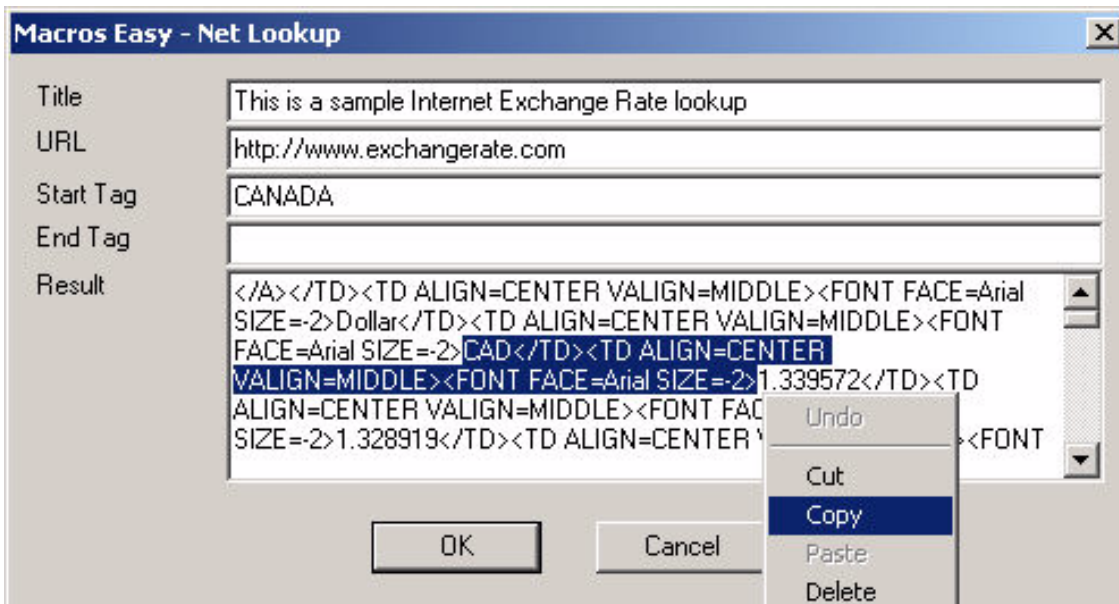 Macros Easy - Net Lookup
Title
This is a sample Internet Exchange Rate lookup
URL
http://www.exchangerate.com
Start Tag
CANADA
End Tag
Result
</A></TD><TD ALIGN=CENTER VALIGN=MIDDLE><FONT FACE=Arial
SIZE=-2>Dollar</TD><TD ALIGN=CENTER VALIGN=MIDDLE><FONT
FACE=Arial SIZE=-2>CAD</TD><TD ALIGN=CENTER
VALIGN=MIDDLE><FONT FACE=Arial SIZE=-2>1.339572</TD><TD
ALIGN=CENTER VALIGN=MIDDLE><FONT FAC
SIZE=-2>1.328919</TD><TD ALIGN=CENTER V ><FONT
Undo
Cut
Copy
Paste
Delete
OK
Cancel